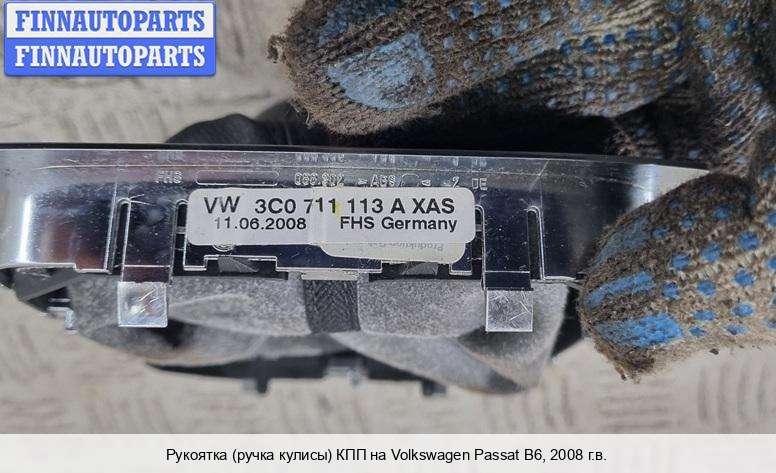 FINNAUTOPARTS
FINNAUTOPARTS
FHS
VW 3C0 711 113 A XAS
11.06.2008 FHS Germany
Рукоятка (ручка кулисы) КПП на Volkswagen Passat B6, 2008 г.в.